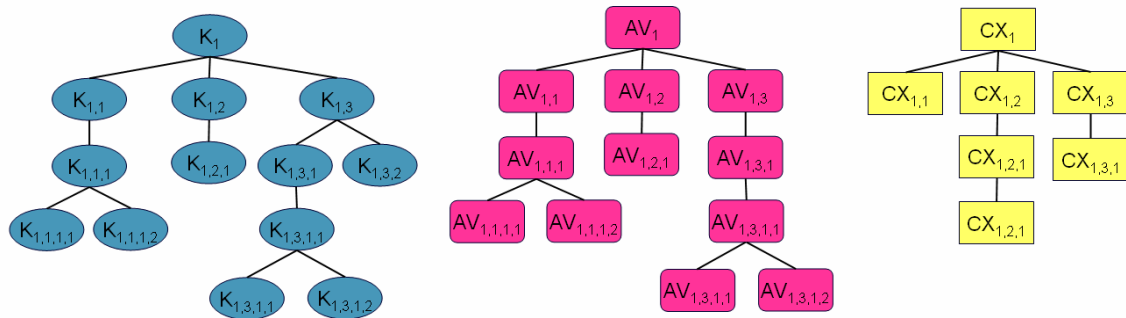 K1
K1,1
K1,2
K1,3
K1,1,1
K1,2,1
K1,3,1
K1,3,2
K1,1,1,1
K1,1,1,2
K1,3,1,1
K1,3,1,1
K1,3,1,2
AV1
AV1,1
AV1,2
AV1,3
AV1,1,1
AV1,2,1
AV1,3,1
AV1,1,1,1
AV1,1,1,2
AV1,3,1,1
AV1,3,1,1
AV1,3,1,2
CX1
CX1,1
CX1,2
CX1,3
CX1,2,1
CX1,3,1
CX1,2,1